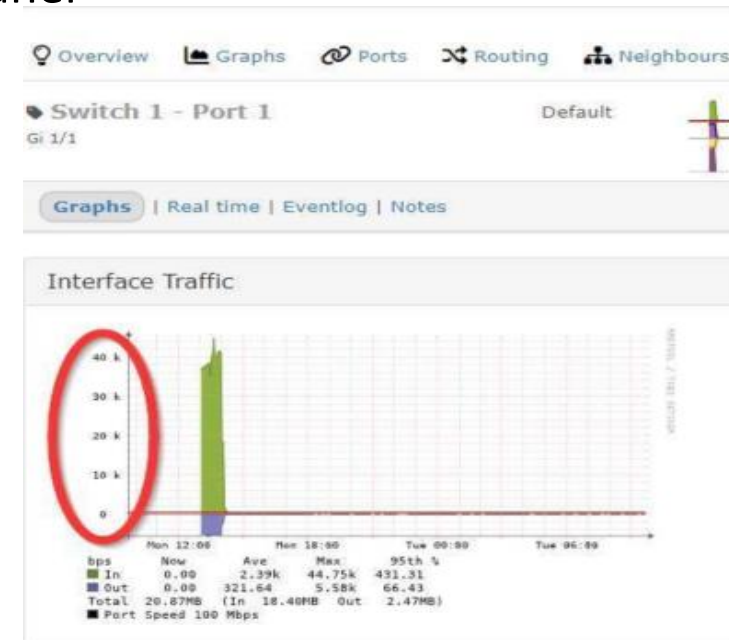 Overview Graphs Ports Routing Neighbours
Switch 1 - Port 1 Default
Gi 1/1
Graphs | Real time | Eventlog | Notes
Interface Traffic
40 k
30 k
20 k
10 k
0
Mon 12:00 Mon 18:00 Tue 00:00 Tue 06:00
bps Now Ave Max 95th %
In 0.00 2.39k 44.75k 431.31
Out 0.00 321.64 5.58k 66.43
Total 20.87MB (In 18.40MB Out 2.47MB)
Port Speed 100 Mbps